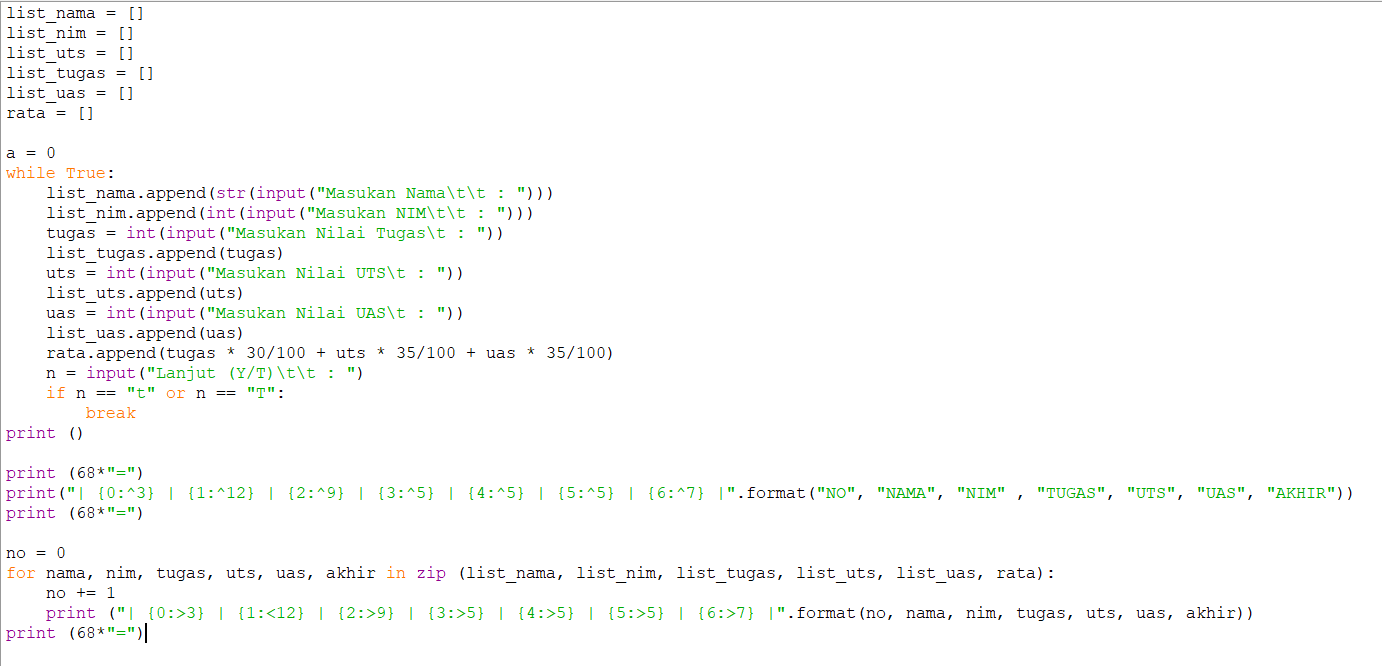 list_nama = []
list_nim = []
list_uts = []
list_tugas = []
list_uas = []
rata = []

a = 0
while True:
    list_nama.append(str(input("Masukan Nama\t\t : ")))
    list_nim.append(int(input("Masukan NIM\t\t : ")))
    tugas = int(input("Masukan Nilai Tugas\t : "))
    list_tugas.append(tugas)
    uts = int(input("Masukan Nilai UTS\t : "))
    list_uts.append(uts)
    uas = int(input("Masukan Nilai UAS\t : "))
    list_uas.append(uas)
    rata.append(tugas * 30/100 + uts * 35/100 + uas * 35/100)
    n = input("Lanjut (Y/T)\t\t : ")
    if n == "t" or n == "T":
        break
print ()

print (68*"=")
print("| {0:^3} | {1:^12} | {2:^9} | {3:^5} | {4:^5} | {5:^5} | {6:^7} |".format("NO", "NAMA", "NIM" , "TUGAS", "UTS", "UAS", "AKHIR"))
print (68*"=")

no = 0
for nama, nim, tugas, uts, uas, akhir in zip (list_nama, list_nim, list_tugas, list_uts, list_uas, rata):
    no += 1
    print ("| {0:>3} | {1:<12} | {2:>9} | {3:>5} | {4:>5} | {5:>5} | {6:>7} |".format(no, nama, nim, tugas, uts, uas, akhir))
print (68*"=")